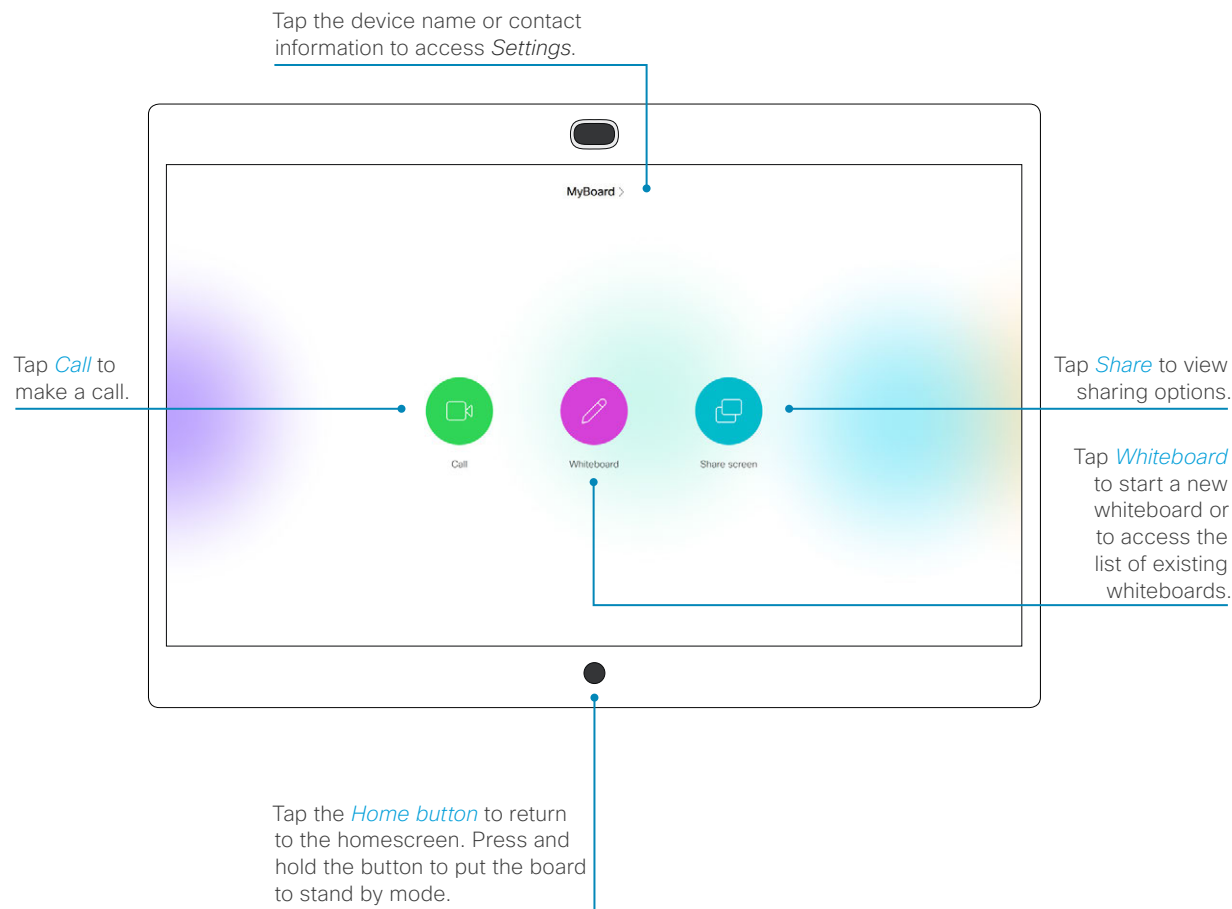 Tap the device name or contact
information to access Settings.
MyBoard >
Tap Call to
make a call.
Call
Whiteboard
Share screen
Tap Share to view
sharing options.
Tap Whiteboard
to start a new
whiteboard or
to access the
list of existing
whiteboards.
Tap the Home button to return
to the homescreen. Press and
hold the button to put the board
to stand by mode.